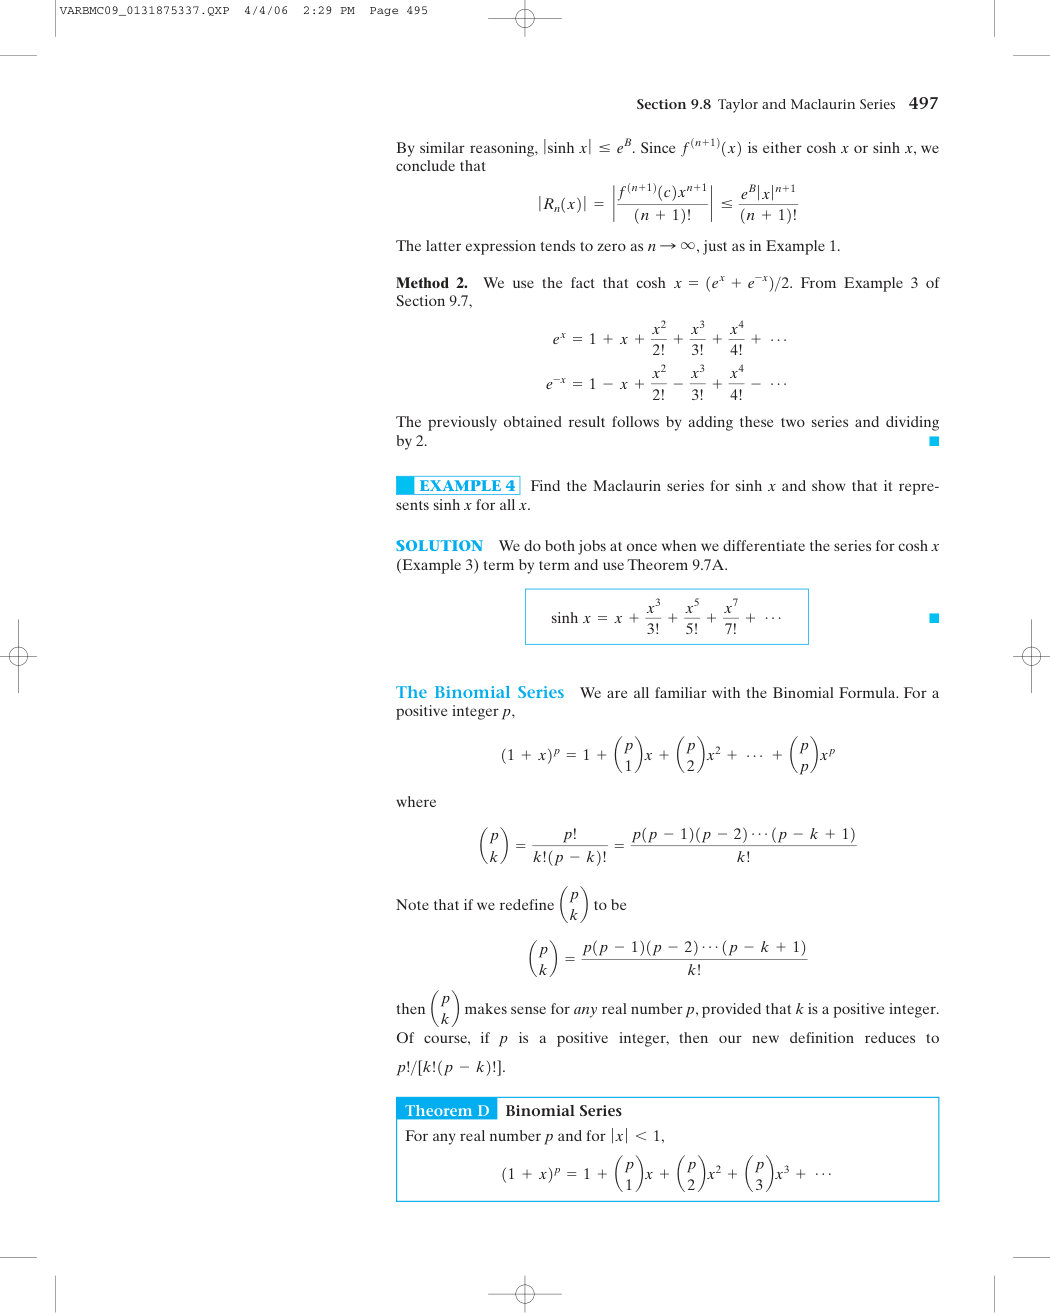 VARBMC09_0131875337.QXP 4/4/06 2:29 PM Page 495
Section 9.8 Taylor and Maclaurin Series 497
By similar reasoning, |sinh x| ≤ e^B. Since f^(n+1)(x) is either cosh x or sinh x, we
conclude that
|R_n(x)| = |f^(n+1)(c)x^(n+1) / (n + 1)!| ≤ e^B|x|^(n+1) / (n + 1)!
The latter expression tends to zero as n → ∞, just as in Example 1.
Method 2. We use the fact that cosh x = (e^x + e^−x)/2. From Example 3 of
Section 9.7,
e^x = 1 + x + x^2/2! + x^3/3! + x^4/4! + ⋯
e^−x = 1 − x + x^2/2! − x^3/3! + x^4/4! − ⋯
The previously obtained result follows by adding these two series and dividing
by 2. ■
EXAMPLE 4 Find the Maclaurin series for sinh x and show that it repre-
sents sinh x for all x.
SOLUTION We do both jobs at once when we differentiate the series for cosh x
(Example 3) term by term and use Theorem 9.7A.
sinh x = x + x^3/3! + x^5/5! + x^7/7! + ⋯ ■
The Binomial Series We are all familiar with the Binomial Formula. For a
positive integer p,
(1 + x)^p = 1 + (p 1)x + (p 2)x^2 + ⋯ + (p p)x^p
where
(p k) = p! / k!(p − k)! = p(p − 1)(p − 2)⋯(p − k + 1) / k!
Note that if we redefine (p k) to be
(p k) = p(p − 1)(p − 2)⋯(p − k + 1) / k!
then (p k) makes sense for any real number p, provided that k is a positive integer.
Of course, if p is a positive integer, then our new definition reduces to
p!/[k!(p − k)!].
Theorem D Binomial Series
For any real number p and for |x| < 1,
(1 + x)^p = 1 + (p 1)x + (p 2)x^2 + (p 3)x^3 + ⋯